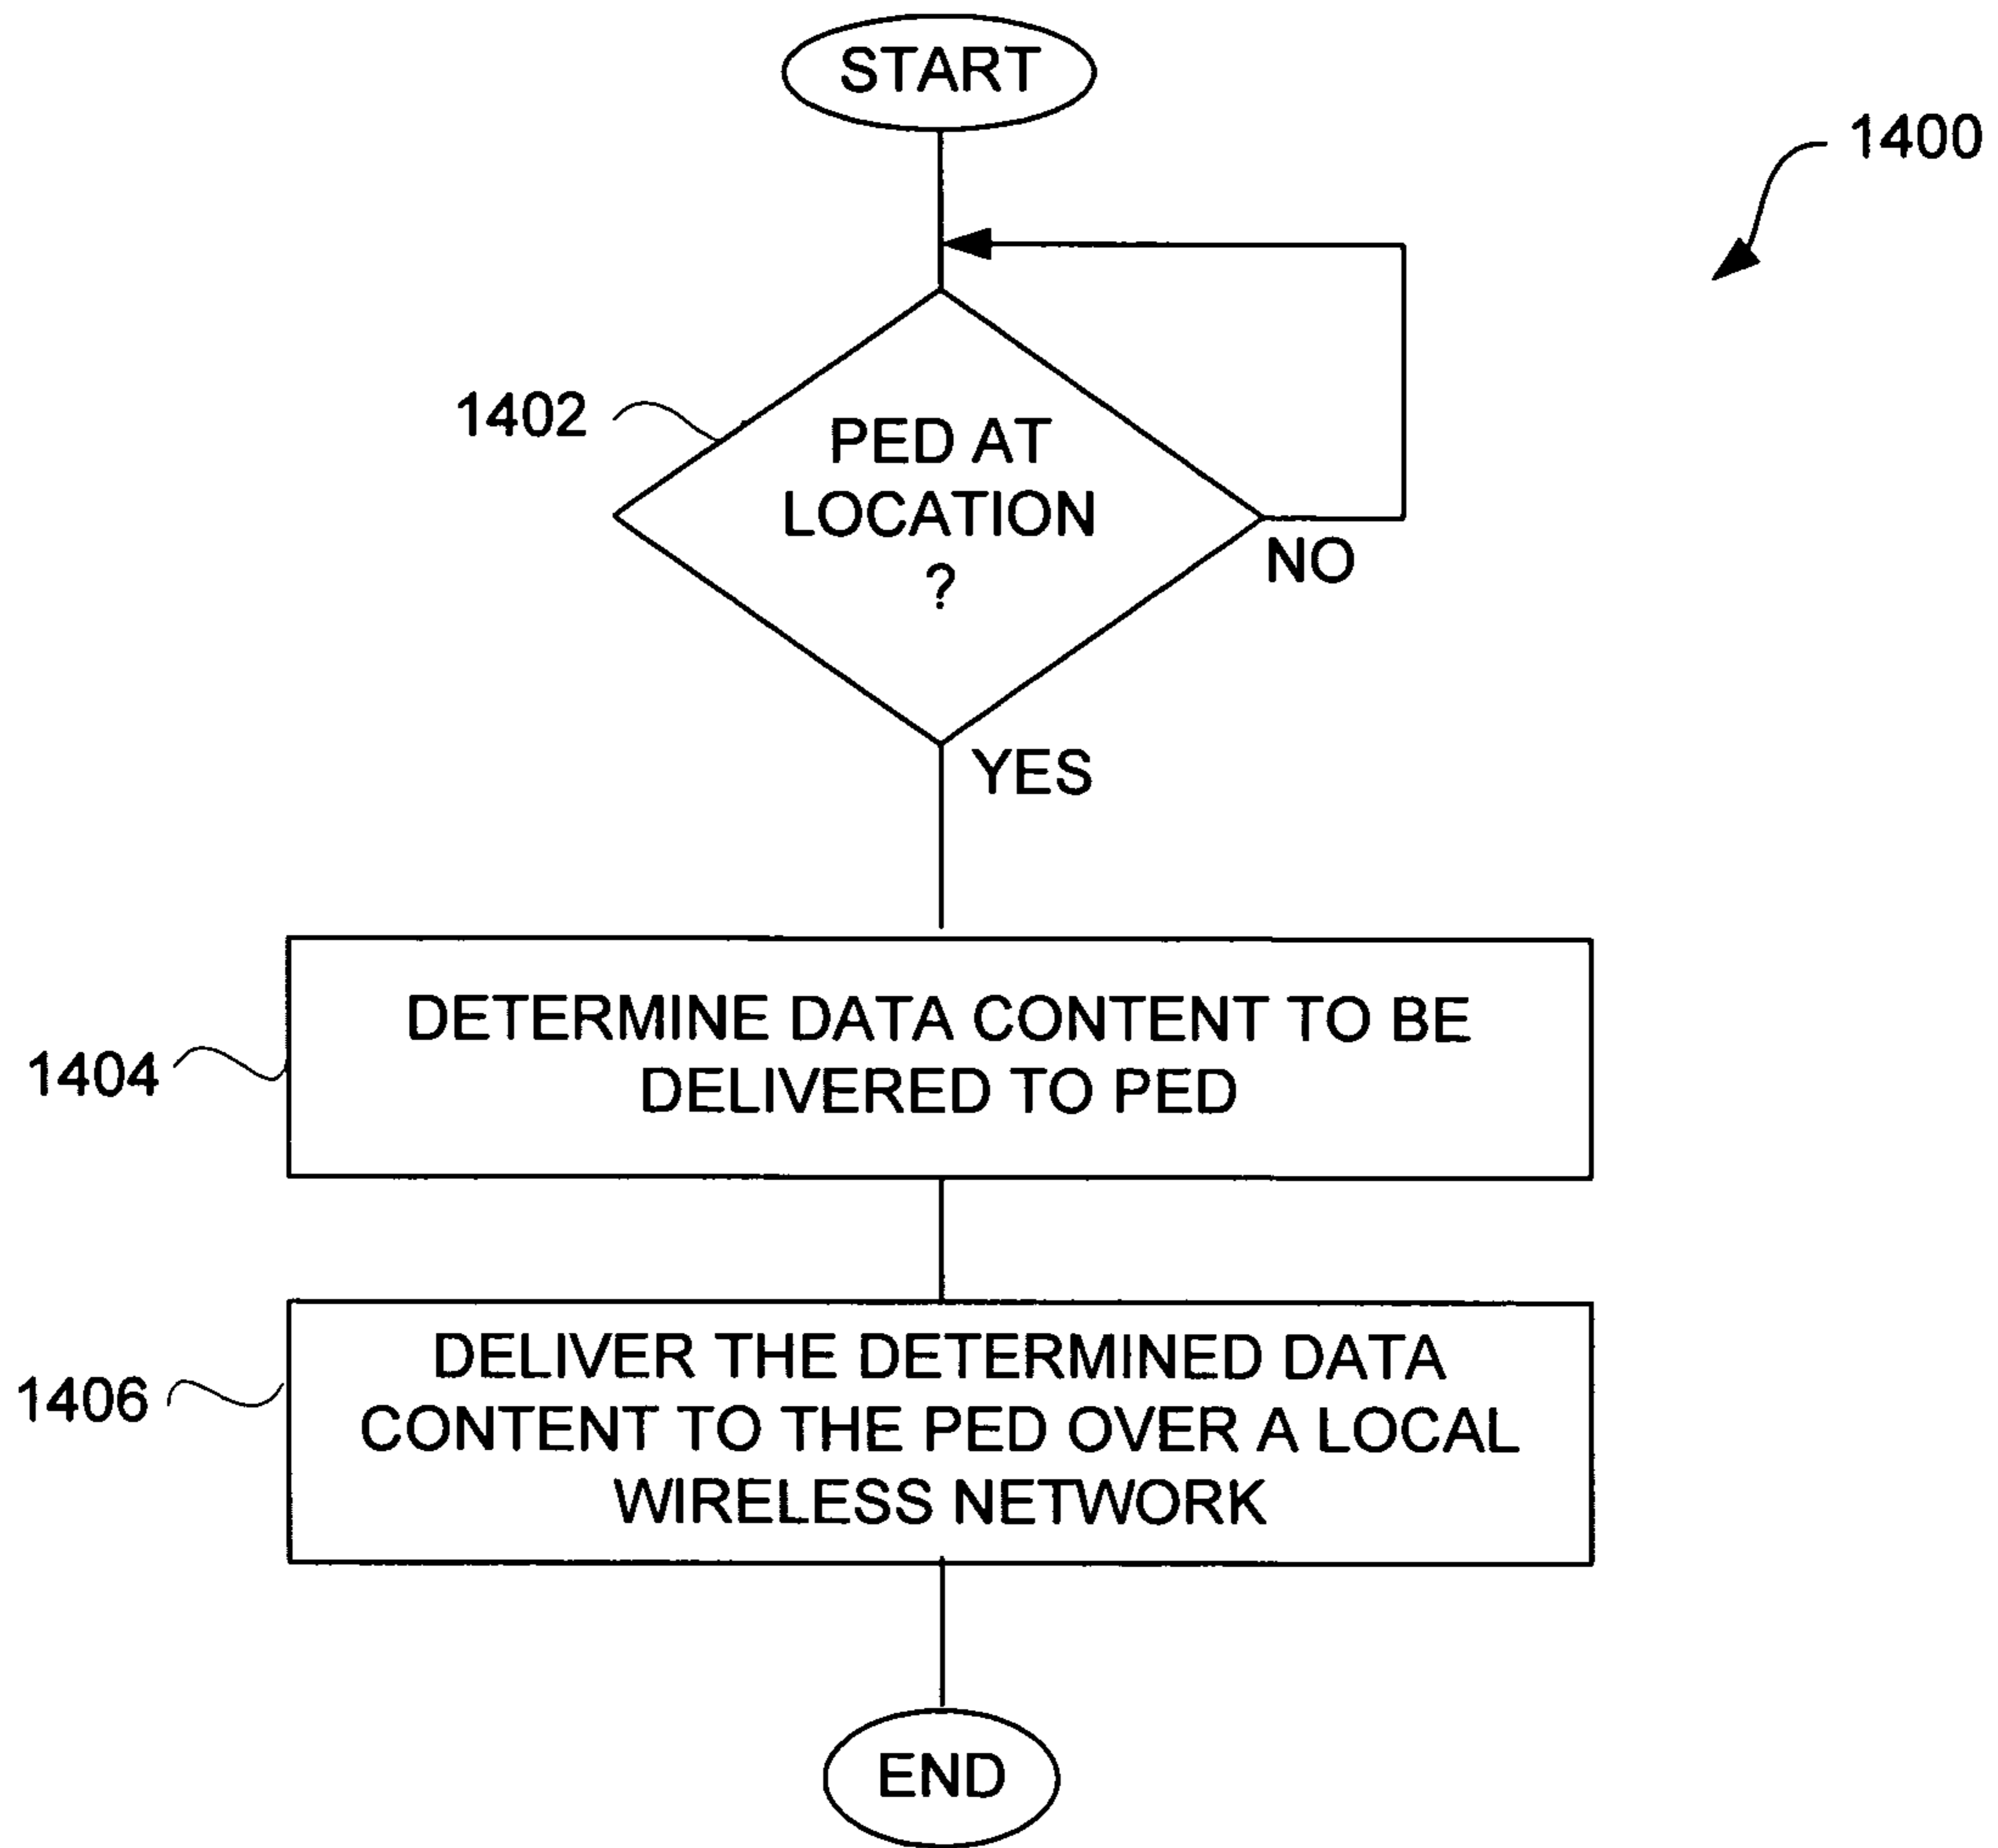 START
1400
1402
PED AT
LOCATION
?
NO
YES
1404
DETERMINE DATA CONTENT TO BE
DELIVERED TO PED
1406
DELIVER THE DETERMINED DATA
CONTENT TO THE PED OVER A LOCAL
WIRELESS NETWORK
END